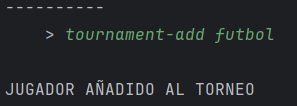 ----------
> tournament-add futbol
JUGADOR AÑADIDO AL TORNEO